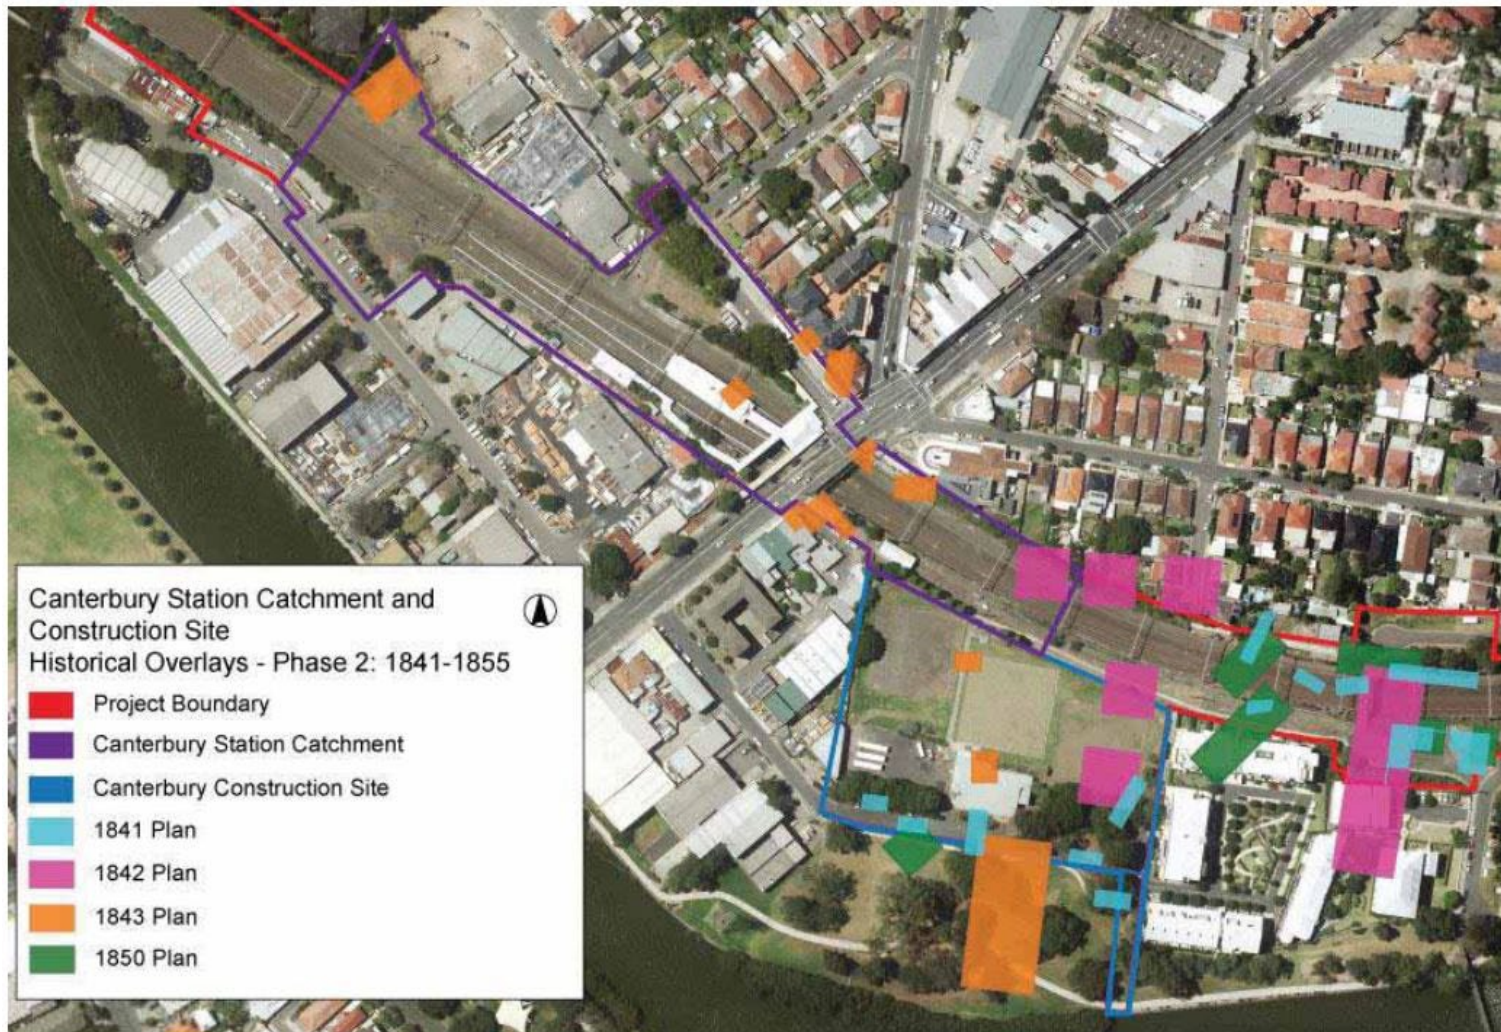 Canterbury Station Catchment and
Construction Site
Historical Overlays - Phase 2: 1841-1855
Project Boundary
Canterbury Station Catchment
Canterbury Construction Site
1841 Plan
1842 Plan
1843 Plan
1850 Plan